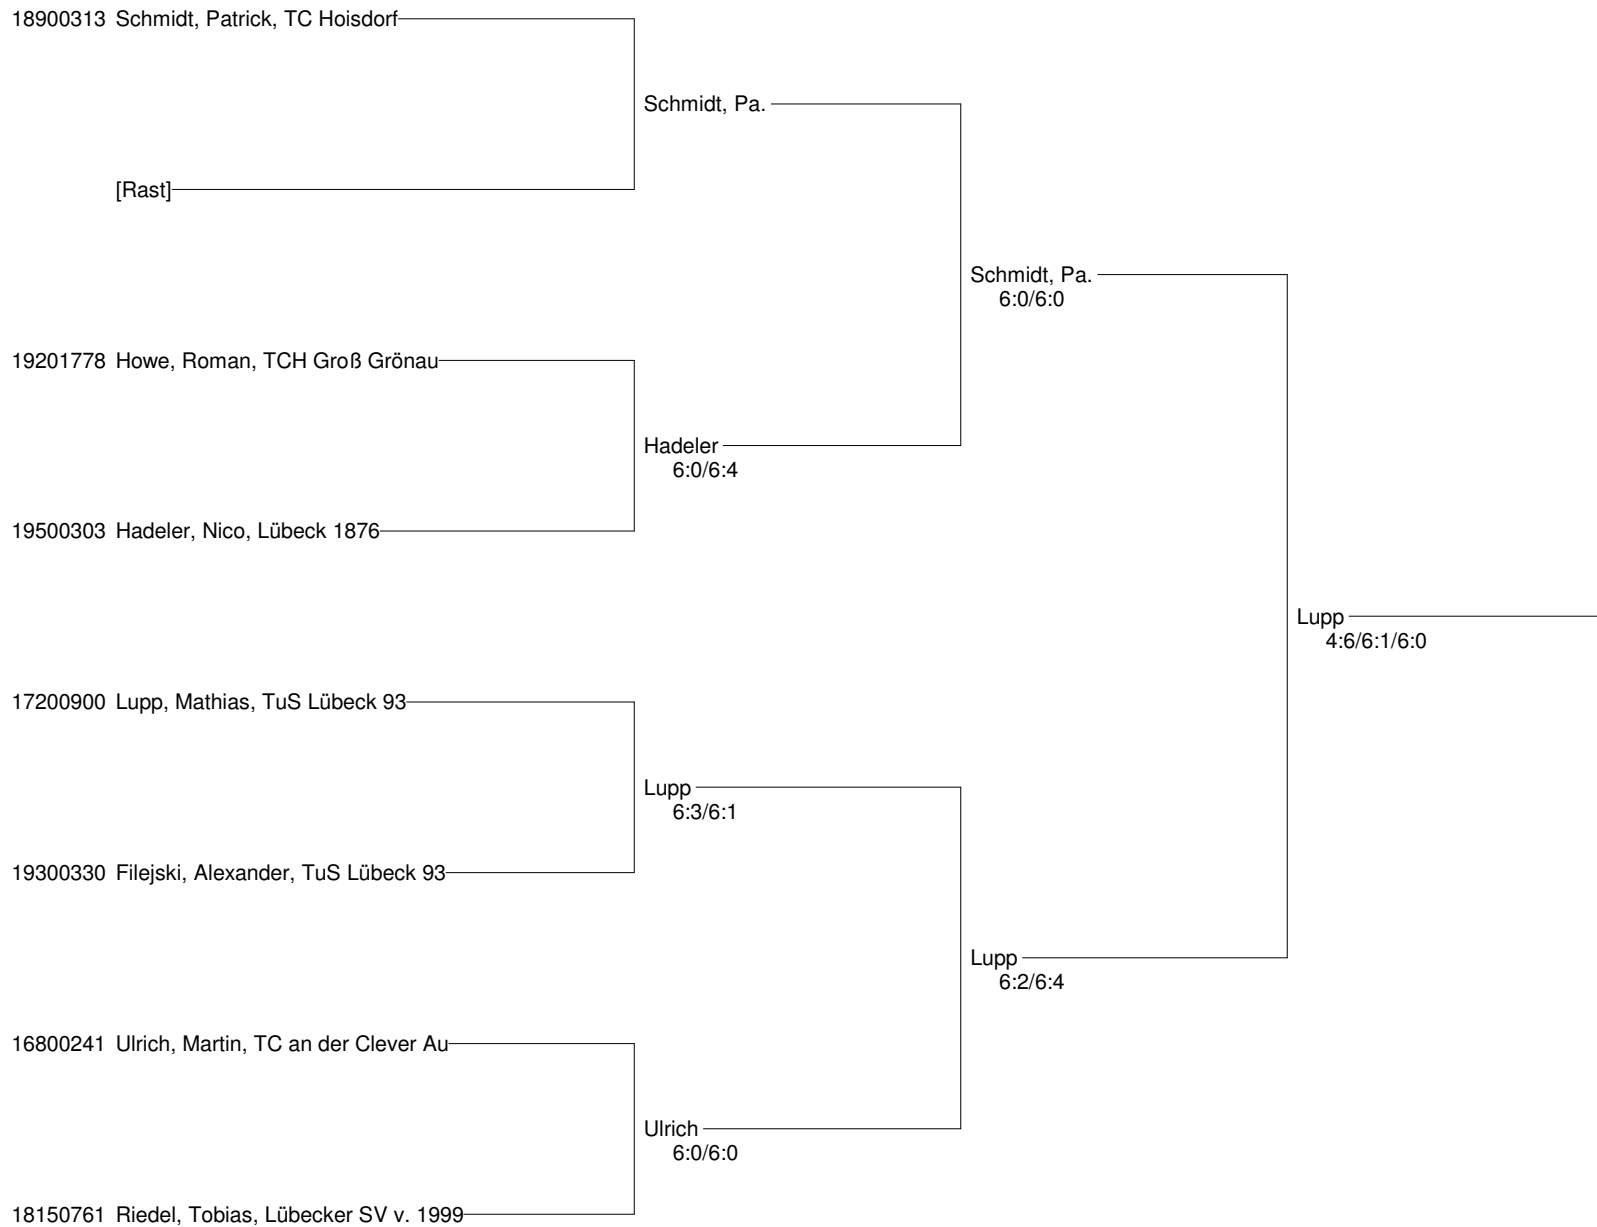 18900313 Schmidt, Patrick, TC Hoisdorf
Schmidt, Pa.
[Rast]
Schmidt, Pa.
6:0/6:0
19201778 Howe, Roman, TCH Groß Grönau
Hadeler
6:0/6:4
19500303 Hadeler, Nico, Lübeck 1876
Lupp
4:6/6:1/6:0
17200900 Lupp, Mathias, TuS Lübeck 93
Lupp
6:3/6:1
19300330 Filejski, Alexander, TuS Lübeck 93
Lupp
6:2/6:4
16800241 Ulrich, Martin, TC an der Clever Au
Ulrich
6:0/6:0
18150761 Riedel, Tobias, Lübecker SV v. 1999